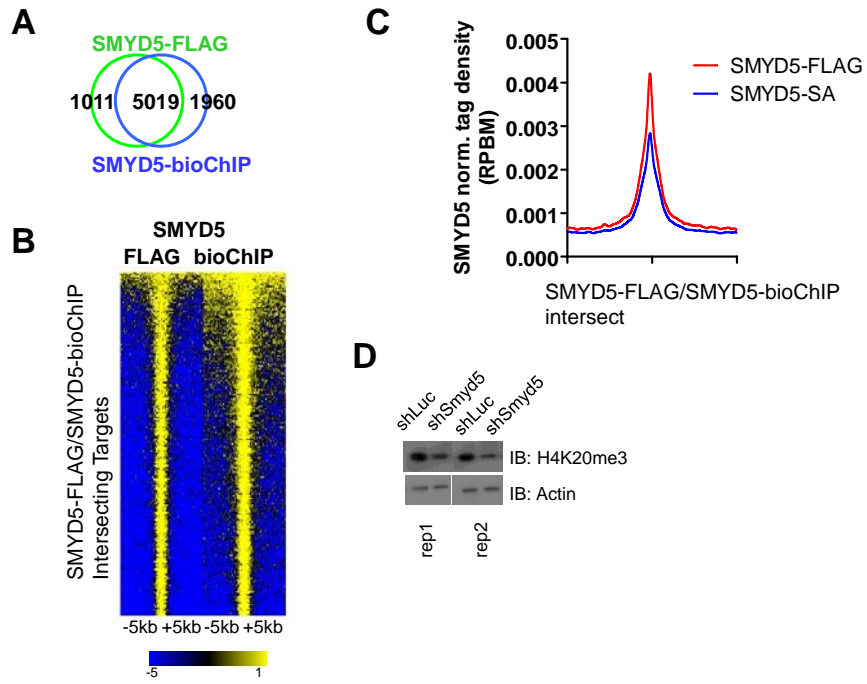 A
SMYD5-FLAG
1011 5019 1960
SMYD5-bioChIP
B
SMYD5
FLAG bioChIP
SMYD5-FLAG/SMYD5-bioChIP
Intersecting Targets
-5kb +5kb -5kb +5kb
-5 1
C
SMYD5 norm. tag density
(RPBM)
0.005
0.004
0.003
0.002
0.001
0.000
SMYD5-FLAG
SMYD5-SA
SMYD5-FLAG/SMYD5-bioChIP
intersect
D
shLuc
shSmyd5
shLuc
shSmyd5
IB: H4K20me3
IB: Actin
rep1
rep2